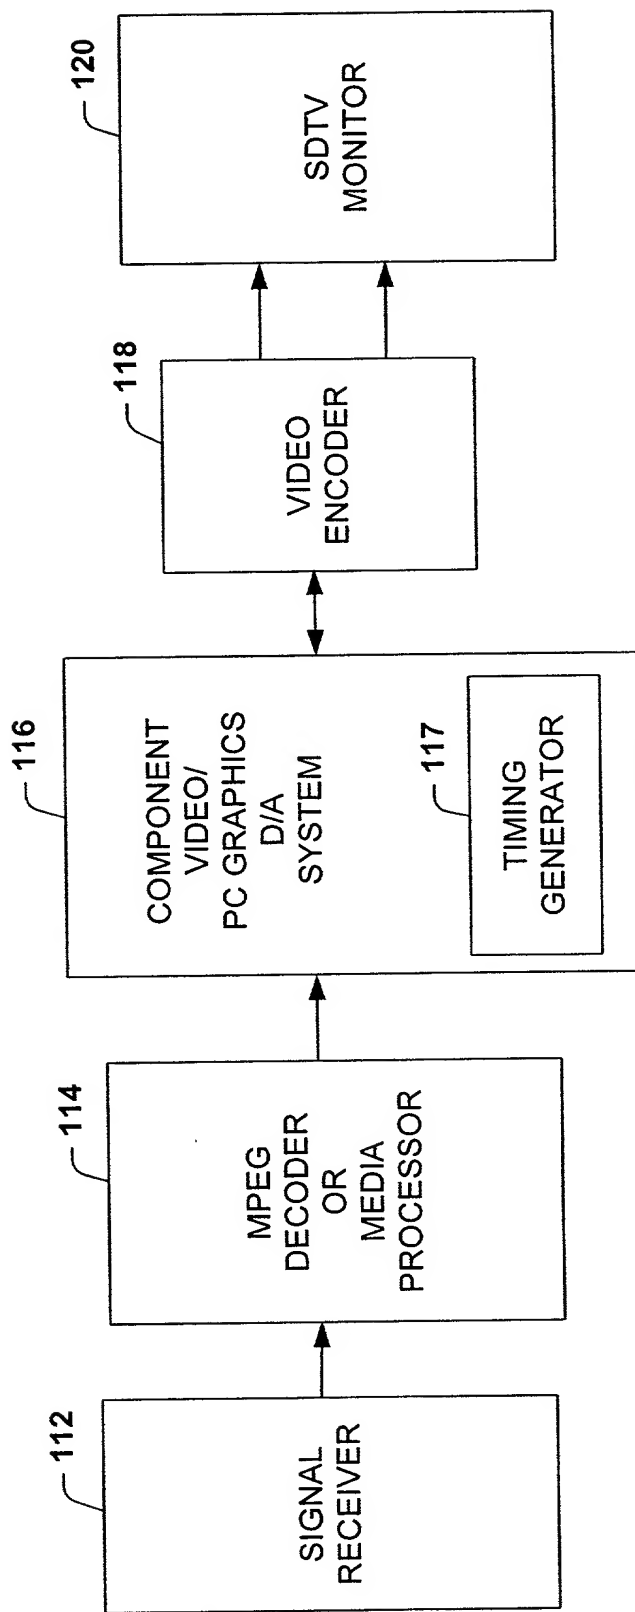 112
SIGNAL
RECEIVER
114
MPEG
DECODER
OR
MEDIA
PROCESSOR
116
COMPONENT
VIDEO/
PC GRAPHICS
D/A
SYSTEM
117
TIMING
GENERATOR
118
VIDEO
ENCODER
120
SDTV
MONITOR